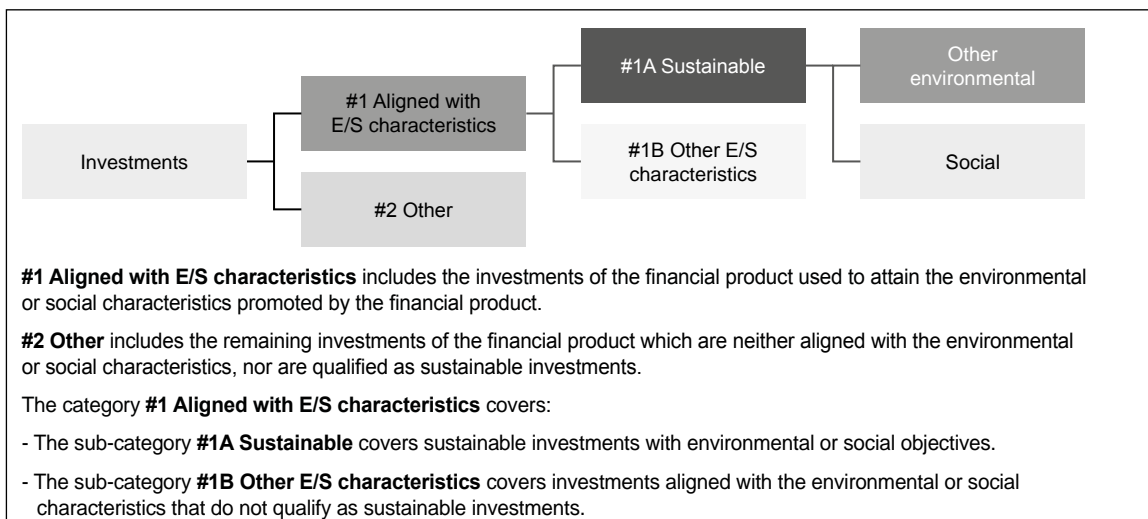 #1A Sustainable
Other
environmental
#1 Aligned with
E/S characteristics
Investments
#1B Other E/S
characteristics
Social
#2 Other
#1 Aligned with E/S characteristics includes the investments of the financial product used to attain the environmental
or social characteristics promoted by the financial product.
#2 Other includes the remaining investments of the financial product which are neither aligned with the environmental
or social characteristics, nor are qualified as sustainable investments.
The category #1 Aligned with E/S characteristics covers:
- The sub-category #1A Sustainable covers sustainable investments with environmental or social objectives.
- The sub-category #1B Other E/S characteristics covers investments aligned with the environmental or social
characteristics that do not qualify as sustainable investments.